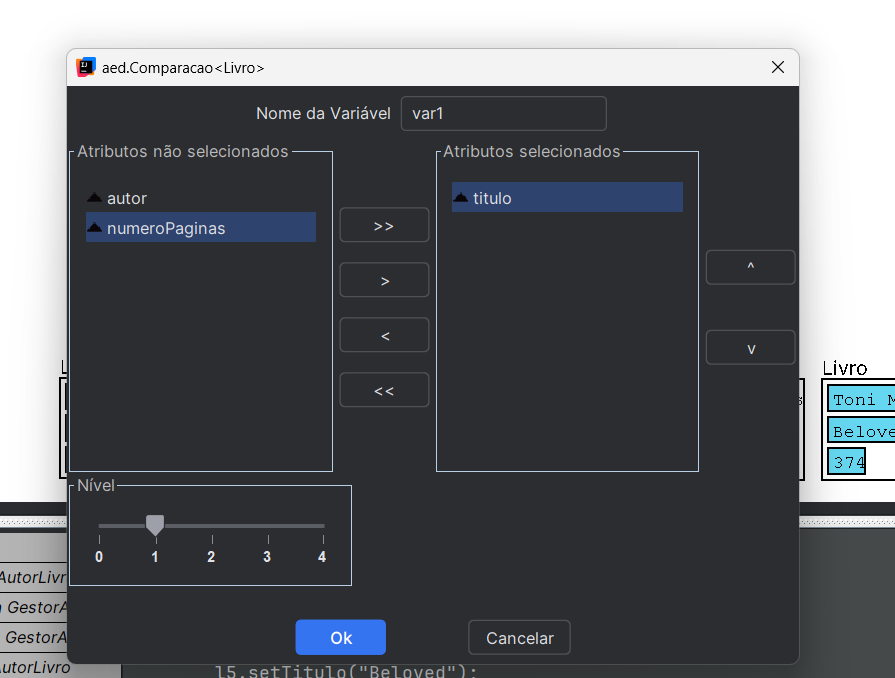 aed.Comparacao<Livro>
Nome da Variável var1
Atributos não selecionados
autor
numeroPaginas
>>
>
<
<<
Atributos selecionados
titulo
^
v
Nível
0 1 2 3 4
Ok
Cancelar
Livro
Toni M
Belove
374
AutorLivr
GestorA
GestorA
utorLivro
l5.setTitulo("Beloved");